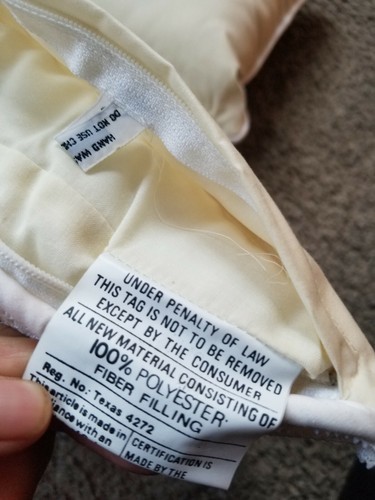 DO NOT USE
HAND
UNDER PENALTY OF LAW
THIS TAG IS NOT TO BE REMOVED
EXCEPT BY THE CONSUMER
ALL NEW MATERIAL CONSISTING OF
100% POLYESTER
FIBER FILLING
Reg. No.: Texas 4272
This article is made in
with an
CERTIFICATION IS
MADE BY THE